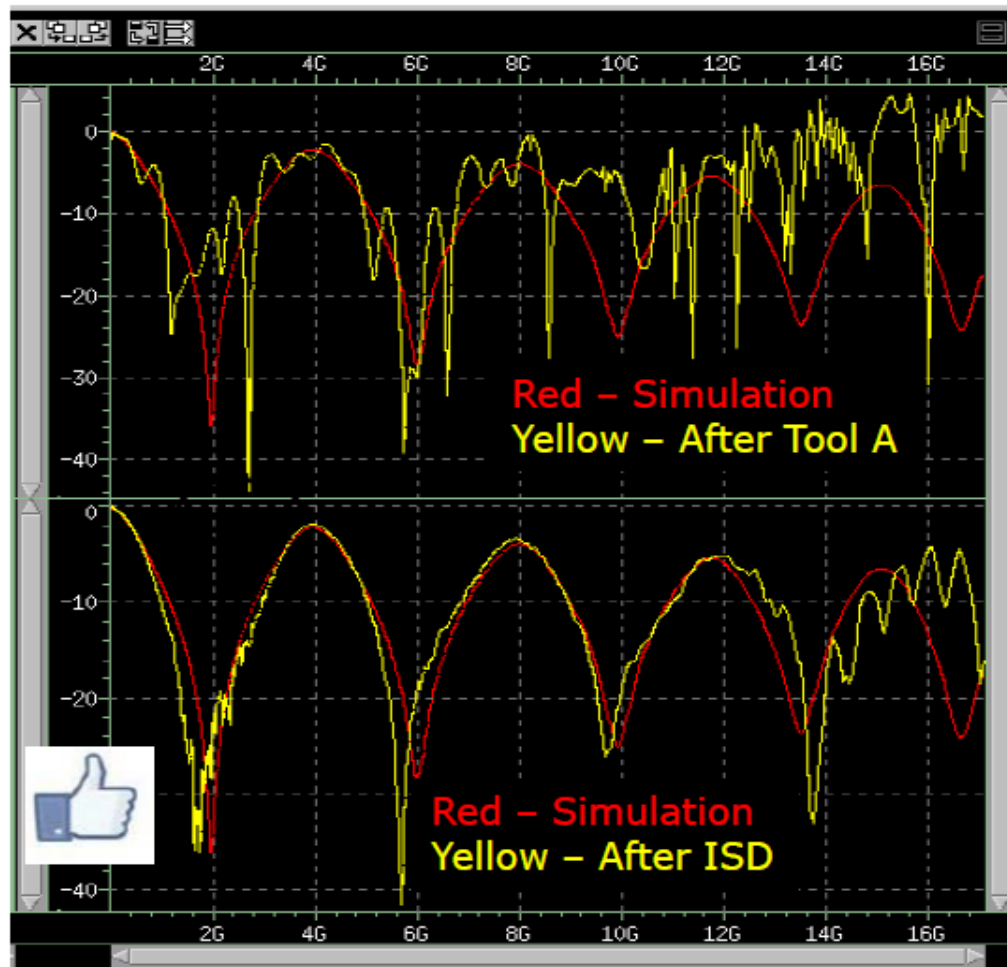 2G 4G 6G 8G 10G 12G 14G 16G
0
-10
-20
-30
-40
Red – Simulation
Yellow – After Tool A
0
-10
-20
-40
Red – Simulation
Yellow – After ISD
2G 4G 6G 8G 10G 12G 14G 16G